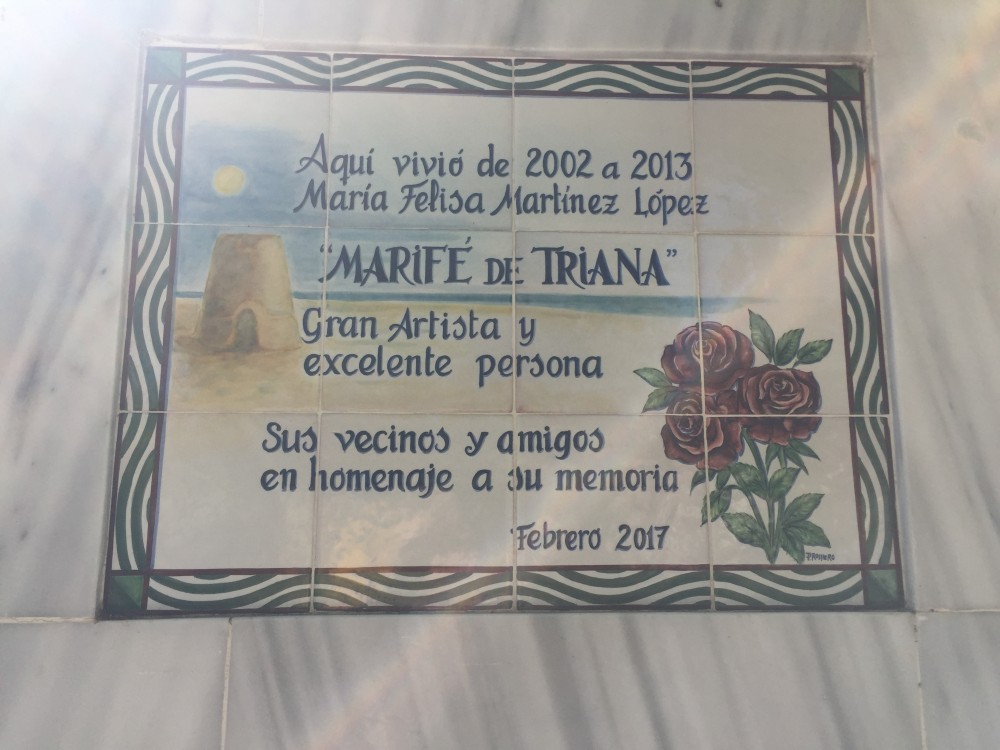 Aquí vivió de 2002 a 2013
María Felisa Martínez López
"MARIFÉ DE TRIANA"
Gran Artista y
excelente persona
Sus vecinos y amigos
en homenaje a su memoria
Febrero 2017